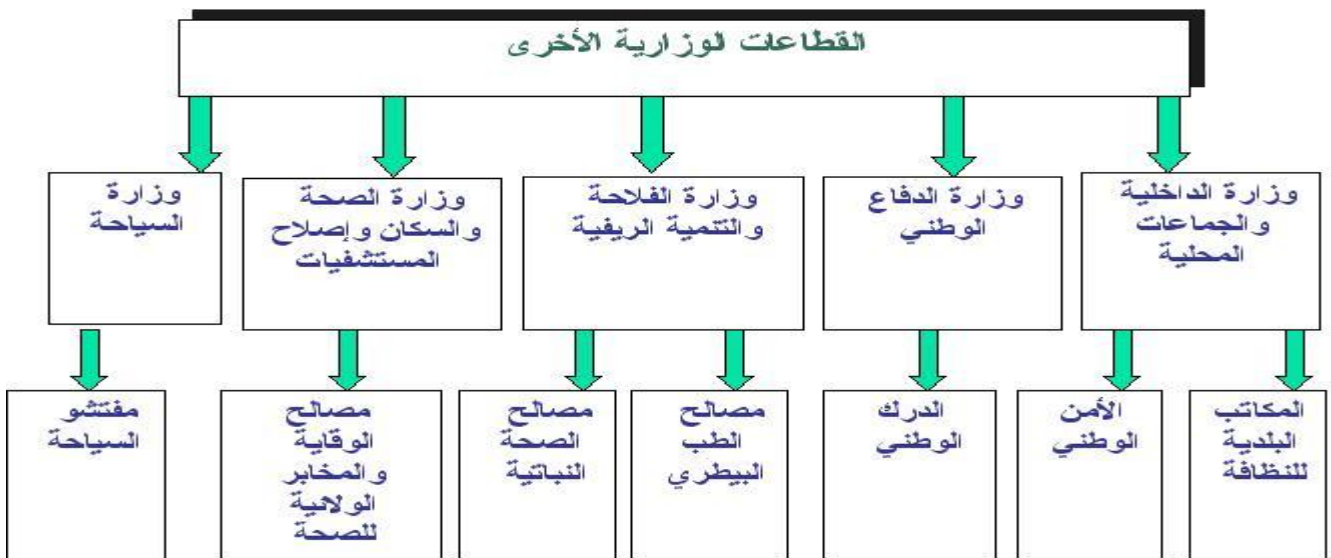 القطاعات الوزارية الأخرى
وزارة الداخلية
والجماعات
المحلية
وزارة الدفاع
الوطني
وزارة الفلاحة
والتنمية الريفية
وزارة الصحة
والسكان وإصلاح
المستشفيات
وزارة
السياحة
المكاتب
البلدية
للنظافة
الأمن
الوطني
الدرك
الوطني
مصالح
الطب
البيطري
مصالح
الصحة
النباتية
مصالح
الوقاية
والمخابر
الولائية
للصحة
مفتشو
السياحة